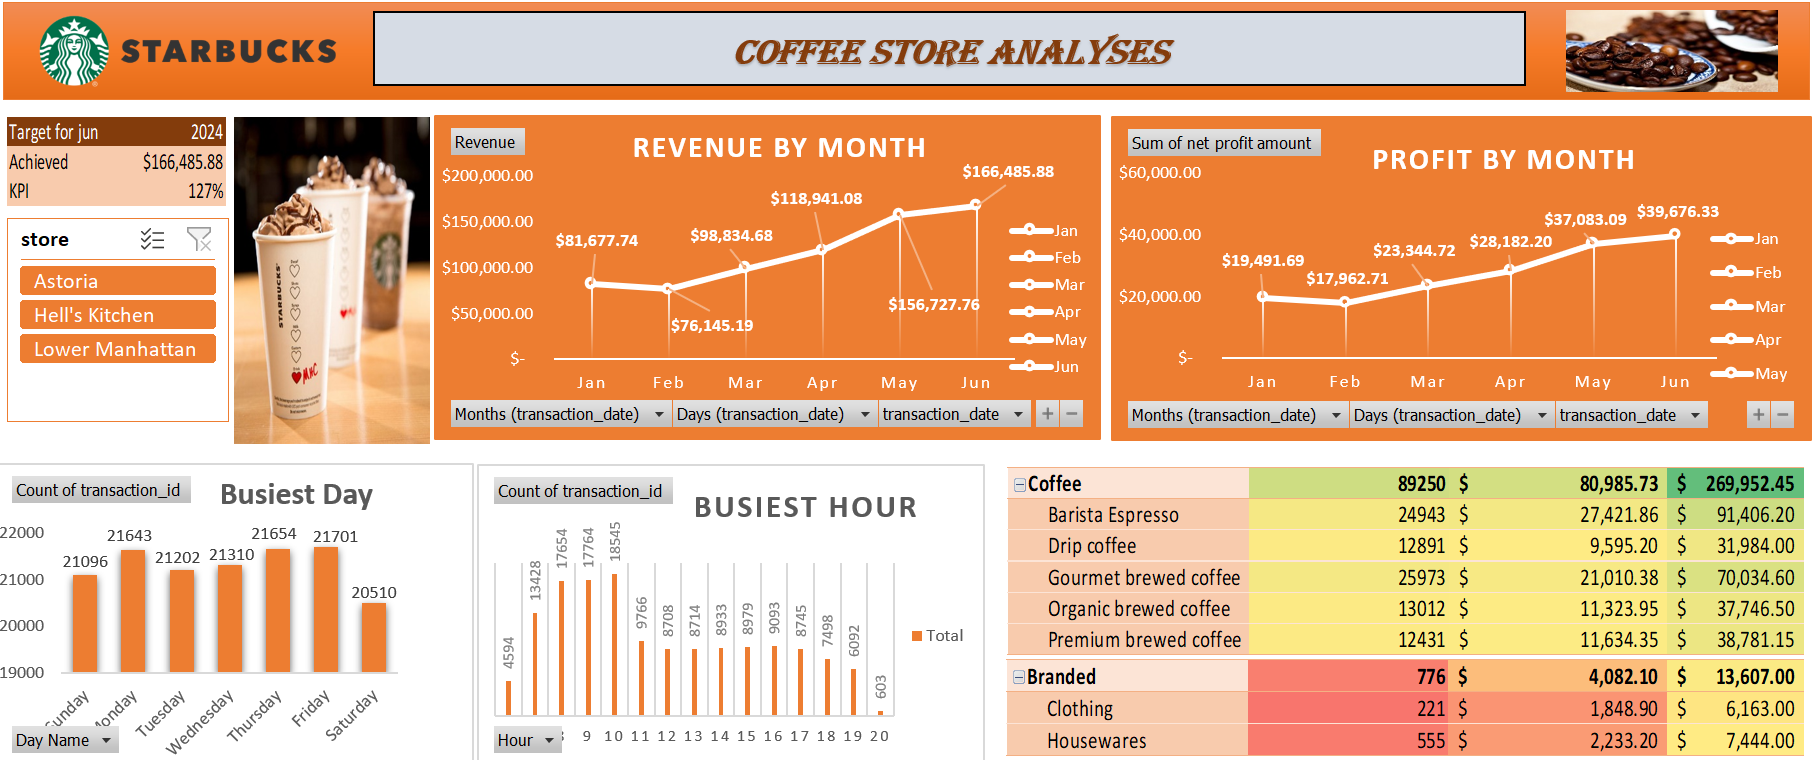 STARBUCKS
COFFEE STORE ANALYSES
Target for jun 2024
Achieved $166,485.88
KPI 127%
store
Astoria
Hell's Kitchen
Lower Manhattan
STARBUCKS
Revenue
REVENUE BY MONTH
$200,000.00
$150,000.00
$100,000.00
$50,000.00
$-
$81,677.74
$76,145.19
$98,834.68
$118,941.08
$156,727.76
$166,485.88
Jan Feb Mar Apr May Jun
Jan
Feb
Mar
Apr
May
Jun
Months (transaction_date) Days (transaction_date) transaction_date + −
Sum of net profit amount
PROFIT BY MONTH
$60,000.00
$40,000.00
$20,000.00
$-
$19,491.69
$17,962.71
$23,344.72
$28,182.20
$37,083.09
$39,676.33
Jan Feb Mar Apr May Jun
Jan
Feb
Mar
Apr
May
Months (transaction_date) Days (transaction_date) transaction_date + −
Count of transaction_id
Busiest Day
22000
21000
20000
19000
21096 21643 21202 21310 21654 21701 20510
Tuesday Wednesday Thursday Friday Saturday
Day Name
Count of transaction_id
BUSIEST HOUR
4594 13428 17654 17764 18545 9766 8708 8714 8933 8979 9093 8745 7498 6092 603
9 10 11 12 13 14 15 16 17 18 19 20
Total
Hour
Coffee 89250 $ 80,985.73 $ 269,952.45
Barista Espresso 24943 $ 27,421.86 $ 91,406.20
Drip coffee 12891 $ 9,595.20 $ 31,984.00
Gourmet brewed coffee 25973 $ 21,010.38 $ 70,034.60
Organic brewed coffee 13012 $ 11,323.95 $ 37,746.50
Premium brewed coffee 12431 $ 11,634.35 $ 38,781.15
Branded 776 $ 4,082.10 $ 13,607.00
Clothing 221 $ 1,848.90 $ 6,163.00
Housewares 555 $ 2,233.20 $ 7,444.00